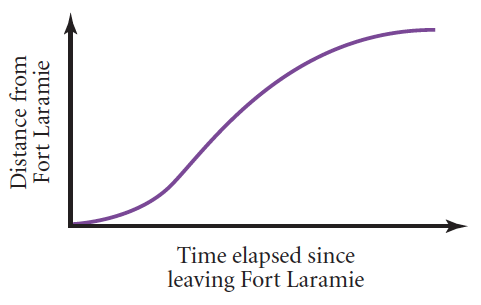 Distance from
Fort Laramie
Time elapsed since
leaving Fort Laramie